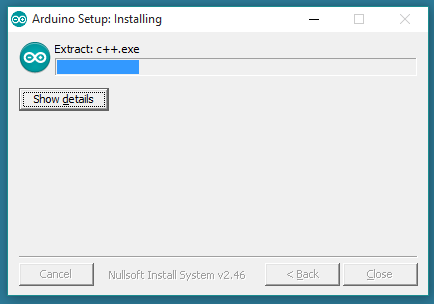 Arduino Setup: Installing
Extract: c++.exe
Show details
Cancel
Nullsoft Install System v2.46
< Back
Close